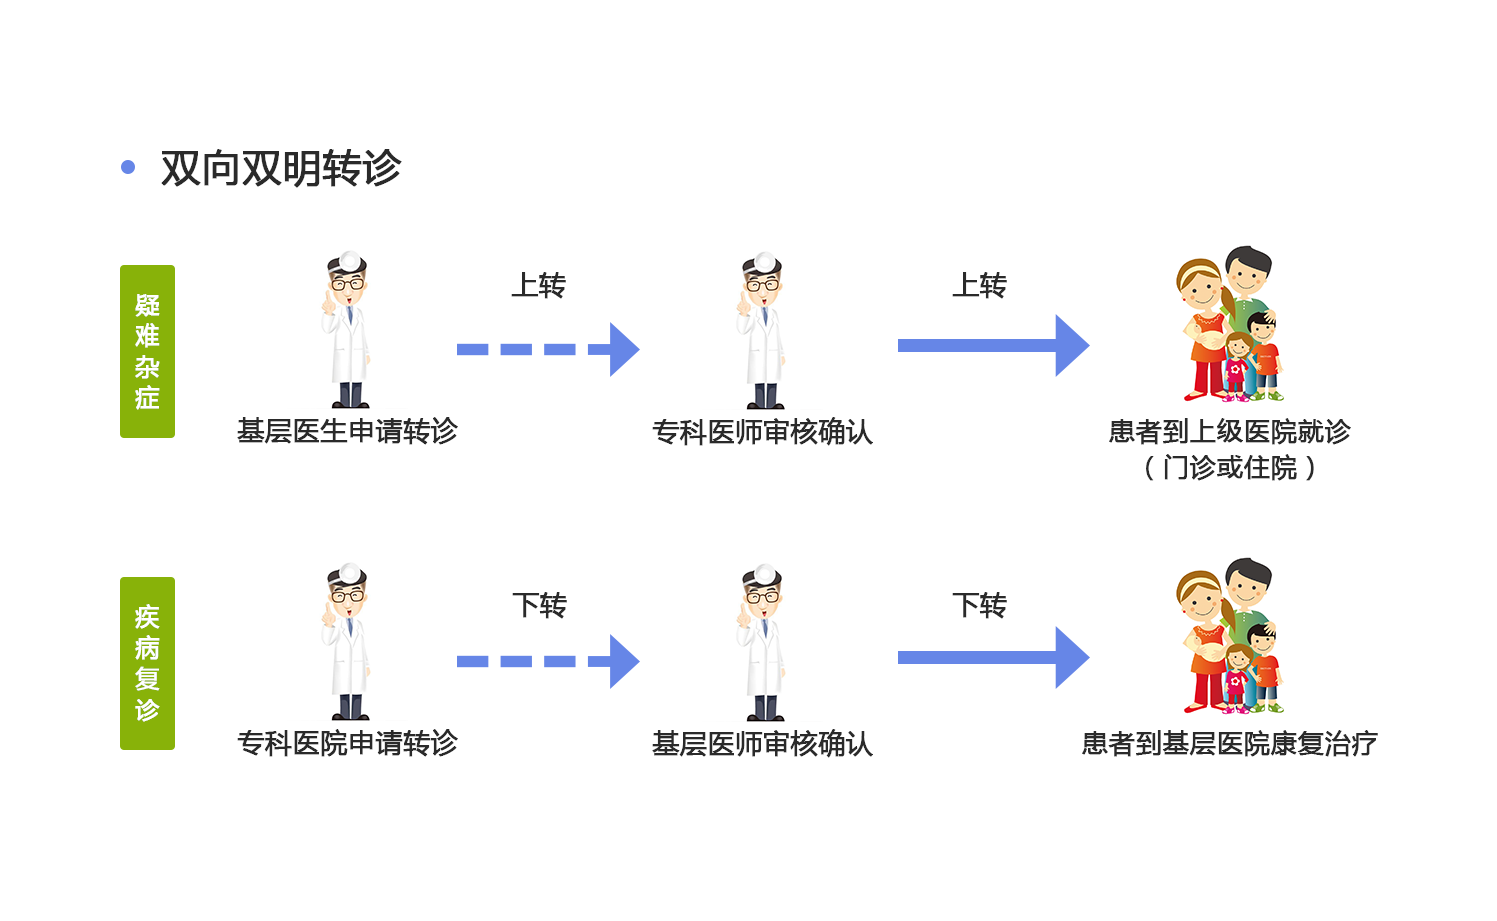 双向双明转诊
疑难杂症
上转
上转
基层医生申请转诊
专科医师审核确认
患者到上级医院就诊
（门诊或住院）
疾病复诊
下转
下转
专科医院申请转诊
基层医师审核确认
患者到基层医院康复治疗